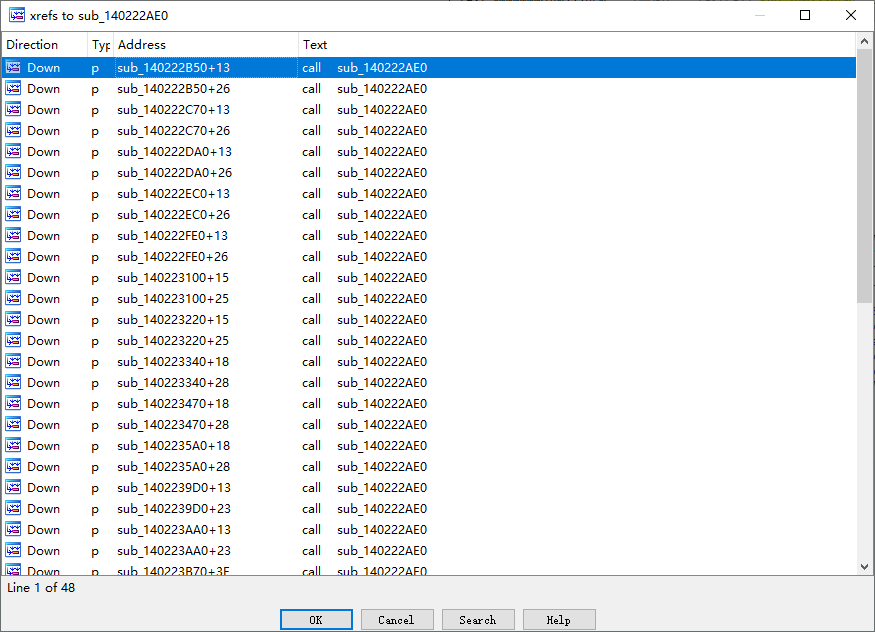 xrefs to sub_140222AE0
Direction Typ Address Text
Down p sub_140222B50+13 call sub_140222AE0
Down p sub_140222B50+26 call sub_140222AE0
Down p sub_140222C70+13 call sub_140222AE0
Down p sub_140222C70+26 call sub_140222AE0
Down p sub_140222DA0+13 call sub_140222AE0
Down p sub_140222DA0+26 call sub_140222AE0
Down p sub_140222EC0+13 call sub_140222AE0
Down p sub_140222EC0+26 call sub_140222AE0
Down p sub_140222FE0+13 call sub_140222AE0
Down p sub_140222FE0+26 call sub_140222AE0
Down p sub_140223100+15 call sub_140222AE0
Down p sub_140223100+25 call sub_140222AE0
Down p sub_140223220+15 call sub_140222AE0
Down p sub_140223220+25 call sub_140222AE0
Down p sub_140223340+18 call sub_140222AE0
Down p sub_140223340+28 call sub_140222AE0
Down p sub_140223470+18 call sub_140222AE0
Down p sub_140223470+28 call sub_140222AE0
Down p sub_1402235A0+18 call sub_140222AE0
Down p sub_1402235A0+28 call sub_140222AE0
Down p sub_1402239D0+13 call sub_140222AE0
Down p sub_1402239D0+23 call sub_140222AE0
Down p sub_140223AA0+13 call sub_140222AE0
Down p sub_140223AA0+23 call sub_140222AE0
Down p call sub_140222AE0
Line 1 of 48
OK Cancel Search Help